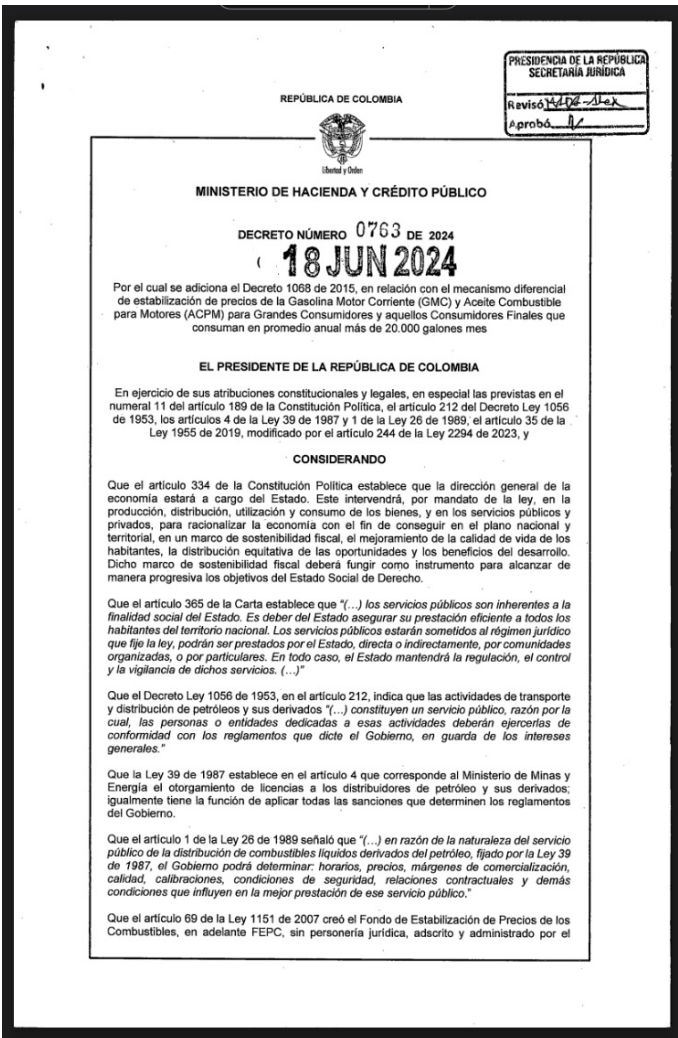 PRESIDENCIA DE LA REPÚBLICA
SECRETARÍA JURÍDICA
Revisó
Aprobó
REPÚBLICA DE COLOMBIA
Libertad y Orden
MINISTERIO DE HACIENDA Y CRÉDITO PÚBLICO
DECRETO NÚMERO 0763 DE 2024
( 18 JUN 2024
Por el cual se adiciona el Decreto 1068 de 2015, en relación con el mecanismo diferencial
de estabilización de precios de la Gasolina Motor Corriente (GMC) y Aceite Combustible
para Motores (ACPM) para Grandes Consumidores y aquellos Consumidores Finales que
consuman en promedio anual más de 20.000 galones mes
EL PRESIDENTE DE LA REPÚBLICA DE COLOMBIA
En ejercicio de sus atribuciones constitucionales y legales, en especial las previstas en el
numeral 11 del artículo 189 de la Constitución Política, el artículo 212 del Decreto Ley 1056
de 1953, los artículos 4 de la Ley 39 de 1987 y 1 de la Ley 26 de 1989, el artículo 35 de la
Ley 1955 de 2019, modificado por el artículo 244 de la Ley 2294 de 2023, y
CONSIDERANDO
Que el artículo 334 de la Constitución Política establece que la dirección general de la
economía estará a cargo del Estado. Este intervendrá, por mandato de la ley, en la
producción, distribución, utilización y consumo de los bienes, y en los servicios públicos y
privados, para racionalizar la economía con el fin de conseguir en el plano nacional y
territorial, en un marco de sostenibilidad fiscal, el mejoramiento de la calidad de vida de los
habitantes, la distribución equitativa de las oportunidades y los beneficios del desarrollo.
Dicho marco de sostenibilidad fiscal deberá fungir como instrumento para alcanzar de
manera progresiva los objetivos del Estado Social de Derecho.
Que el artículo 365 de la Carta establece que "(...) los servicios públicos son inherentes a la
finalidad social del Estado. Es deber del Estado asegurar su prestación eficiente a todos los
habitantes del territorio nacional. Los servicios públicos estarán sometidos al régimen jurídico
que fije la ley, podrán ser prestados por el Estado, directa o indirectamente, por comunidades
organizadas, o por particulares. En todo caso, el Estado mantendrá la regulación, el control
y la vigilancia de dichos servicios. (...)"
Que el Decreto Ley 1056 de 1953, en el artículo 212, indica que las actividades de transporte
y distribución de petróleos y sus derivados "(...) constituyen un servicio público, razón por la
cual, las personas o entidades dedicadas a esas actividades deberán ejercerlas de
conformidad con los reglamentos que dicte el Gobierno, en guarda de los intereses
generales."
Que la Ley 39 de 1987 establece en el artículo 4 que corresponde al Ministerio de Minas y
Energía el otorgamiento de licencias a los distribuidores de petróleo y sus derivados;
igualmente tiene la función de aplicar todas las sanciones que determinen los reglamentos
del Gobierno.
Que el artículo 1 de la Ley 26 de 1989 señaló que "(...) en razón de la naturaleza del servicio
público de la distribución de combustibles líquidos derivados del petróleo, fijado por la Ley 39
de 1987, el Gobierno podrá determinar: horarios, precios, márgenes de comercialización,
calidad, calibraciones, condiciones de seguridad, relaciones contractuales y demás
condiciones que influyen en la mejor prestación de ese servicio público."
Que el artículo 69 de la Ley 1151 de 2007 creó el Fondo de Estabilización de Precios de los
Combustibles, en adelante FEPC, sin personería jurídica, adscrito y administrado por el